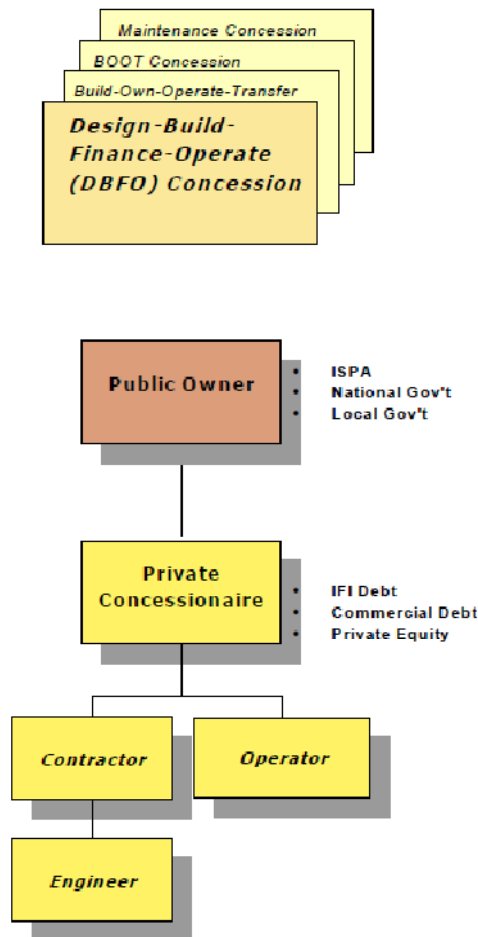 Maintenance Concession
BOOT Concession
Build-Own-Operate-Transfer
Design-Build-
Finance-Operate
(DBFO) Concession
Public Owner
• ISPA
• National Gov't
• Local Gov't
Private
Concessionaire
• IFI Debt
• Commercial Debt
• Private Equity
Contractor
Operator
Engineer